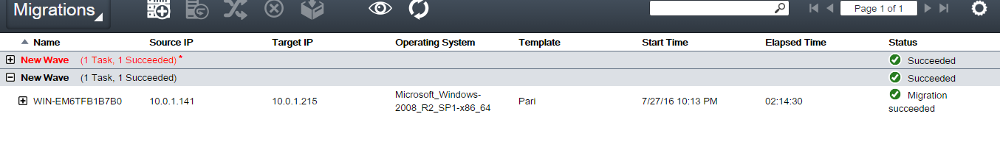 Migrations
Page 1 of 1
Name Source IP Target IP Operating System Template Start Time Elapsed Time Status
New Wave (1 Task, 1 Succeeded) * Succeeded
New Wave (1 Task, 1 Succeeded) Succeeded
WIN-EM6TFB1B7B0 10.0.1.141 10.0.1.215 Microsoft_Windows-
2008_R2_SP1-x86_64 Pari 7/27/16 10:13 PM 02:14:30 Migration
succeeded